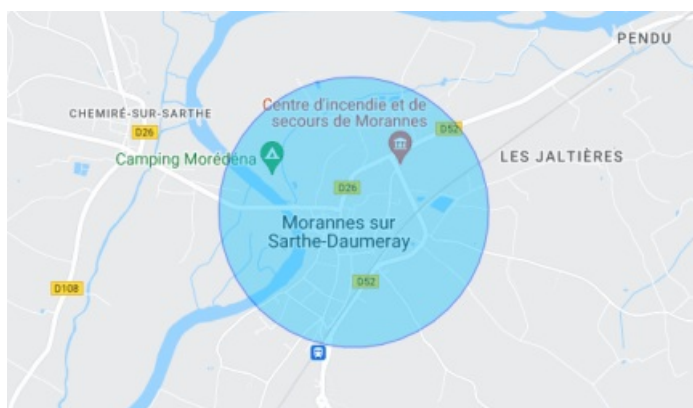 PENDU
Centre d'incendie et de
secours de Morannes
CHEMIRÉ-SUR-SARTHE
D26
D52
Camping Morédéna
LES JALTIÈRES
D26
Morannes sur
Sarthe-Daumeray
D108
D52